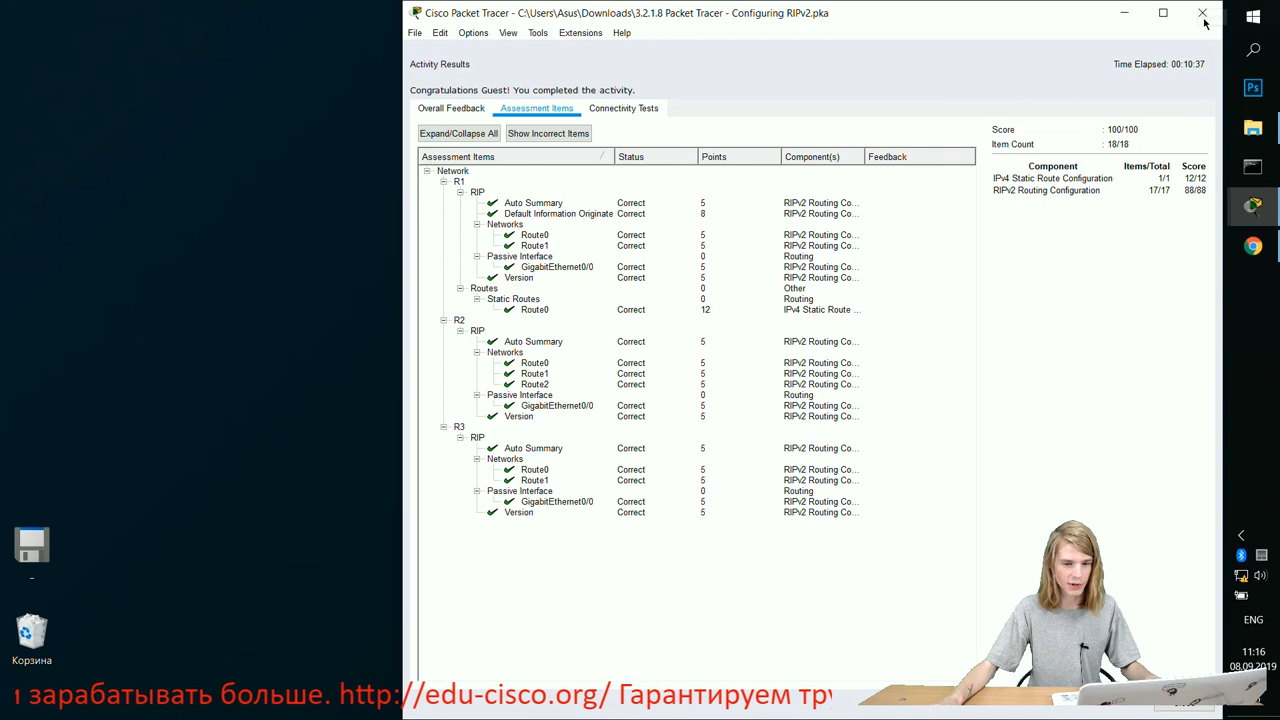 Cisco Packet Tracer - C:\Users\Asus\Downloads\3.2.1.8 Packet Tracer - Configuring RIPv2.pka
File Edit Options View Tools Extensions Help
Activity Results
Time Elapsed: 00:10:37
Congratulations Guest! You completed the activity.
Overall Feedback Assessment Items Connectivity Tests
Expand/Collapse All Show Incorrect Items
Assessment Items Status Points Component(s) Feedback
Network
R1
RIP
Auto Summary Correct 5 RIPv2 Routing Co...
Default Information Originate Correct 8 RIPv2 Routing Co...
Networks
Route0 Correct 5 RIPv2 Routing Co...
Route1 Correct 5 RIPv2 Routing Co...
Passive Interface 0 Routing
GigabitEthernet0/0 Correct 5 RIPv2 Routing Co...
Version Correct 5 RIPv2 Routing Co...
Routes 0 Other
Static Routes 0 Routing
Route0 Correct 12 IPv4 Static Route ...
R2
RIP
Auto Summary Correct 5 RIPv2 Routing Co...
Networks
Route0 Correct 5 RIPv2 Routing Co...
Route1 Correct 5 RIPv2 Routing Co...
Route2 Correct 5 RIPv2 Routing Co...
Passive Interface 0 Routing
GigabitEthernet0/0 Correct 5 RIPv2 Routing Co...
Version Correct 5 RIPv2 Routing Co...
R3
RIP
Auto Summary Correct 5 RIPv2 Routing Co...
Networks
Route0 Correct 5 RIPv2 Routing Co...
Route1 Correct 5 RIPv2 Routing Co...
Passive Interface 0 Routing
GigabitEthernet0/0 Correct 5 RIPv2 Routing Co...
Version Correct 5 RIPv2 Routing Co...
Score : 100/100
Item Count : 18/18
Component Items/Total Score
IPv4 Static Route Configuration 1/1 12/12
RIPv2 Routing Configuration 17/17 88/88
Ps
_
Корзина
ENG
11:16
08.09.2019
зарабатывать больше. http://edu-cisco.org/ Гарантируем